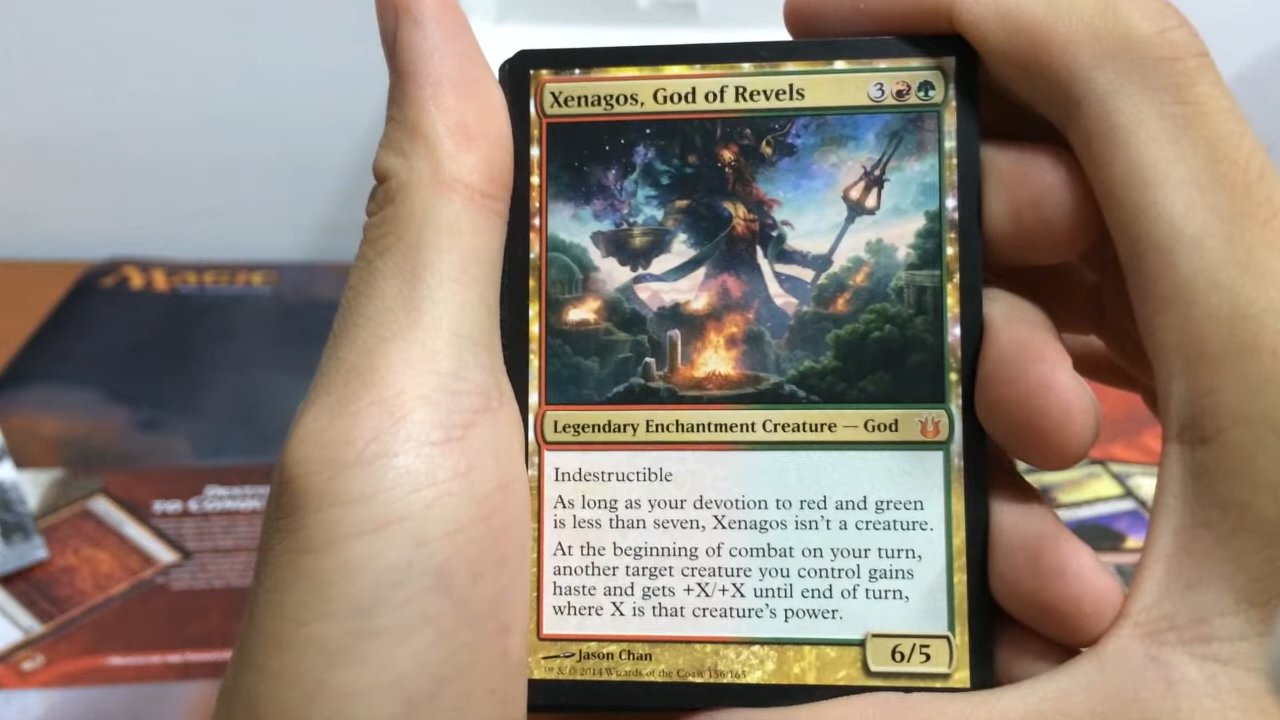 Xenagos, God of Revels 3
Legendary Enchantment Creature — God
Indestructible
As long as your devotion to red and green
is less than seven, Xenagos isn't a creature.
At the beginning of combat on your turn,
another target creature you control gains
haste and gets +X/+X until end of turn,
where X is that creature's power.
6/5
Jason Chan
™ & © 2014 Wizards of the Coast 156/165
MAGIC